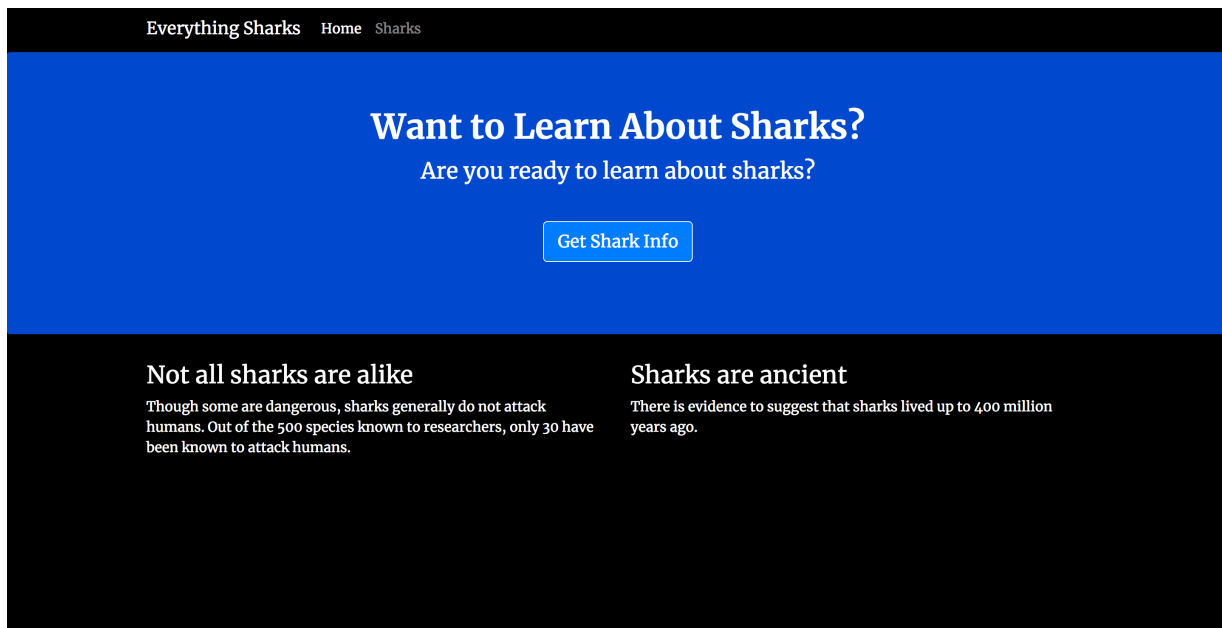 Everything Sharks Home Sharks
Want to Learn About Sharks?
Are you ready to learn about sharks?
Get Shark Info
Not all sharks are alike
Though some are dangerous, sharks generally do not attack
humans. Out of the 500 species known to researchers, only 30 have
been known to attack humans.
Sharks are ancient
There is evidence to suggest that sharks lived up to 400 million
years ago.